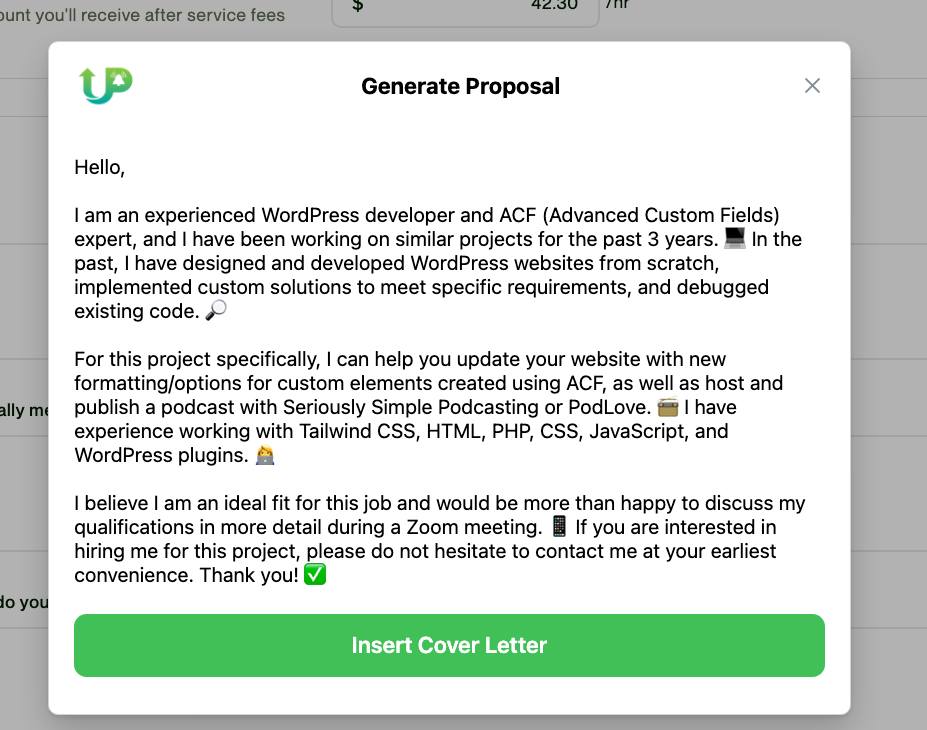 ount you'll receive after service fees
$ 42.30 /hr
UP
Generate Proposal
Hello,
I am an experienced WordPress developer and ACF (Advanced Custom Fields)
expert, and I have been working on similar projects for the past 3 years. 💻 In the
past, I have designed and developed WordPress websites from scratch,
implemented custom solutions to meet specific requirements, and debugged
existing code. 🔎
For this project specifically, I can help you update your website with new
formatting/options for custom elements created using ACF, as well as host and
publish a podcast with Seriously Simple Podcasting or PodLove. 📻 I have
experience working with Tailwind CSS, HTML, PHP, CSS, JavaScript, and
WordPress plugins. 👩‍💻
I believe I am an ideal fit for this job and would be more than happy to discuss my
qualifications in more detail during a Zoom meeting. 📱 If you are interested in
hiring me for this project, please do not hesitate to contact me at your earliest
convenience. Thank you! ✅
ally me
do you
Insert Cover Letter